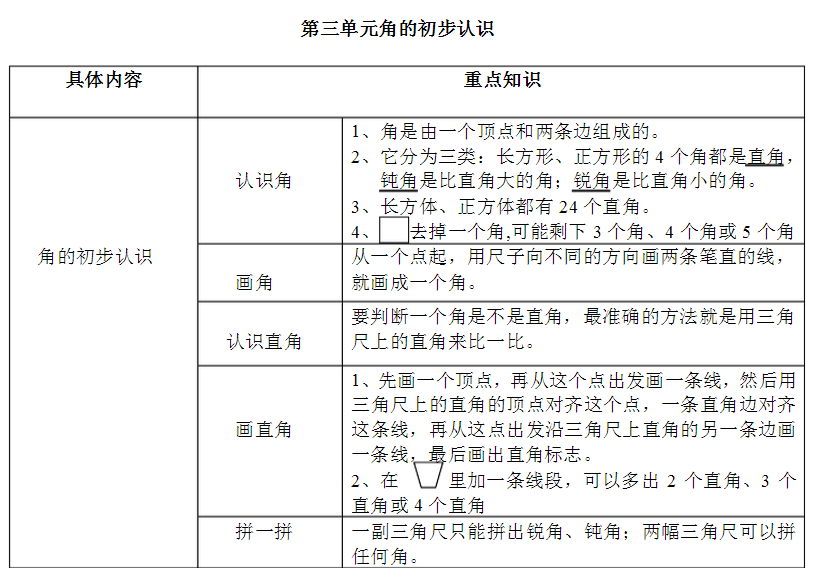 第三单元角的初步认识
具体内容
重点知识
角的初步认识
认识角
1、角是由一个顶点和两条边组成的。
2、它分为三类：长方形、正方形的 4 个角都是直角，
钝角是比直角大的角；锐角是比直角小的角。
3、长方体、正方体都有 24 个直角。
4、去掉一个角,可能剩下 3 个角、4 个角或 5 个角
画角
从一个点起，用尺子向不同的方向画两条笔直的线，
就画成一个角。
认识直角
要判断一个角是不是直角，最准确的方法就是用三角
尺上的直角来比一比。
画直角
1、先画一个顶点，再从这个点出发画一条线，然后用
三角尺上的直角的顶点对齐这个点，一条直角边对齐
这条线，再从这点出发沿三角尺上直角的另一条边画
一条线，最后画出直角标志。
2、在 里加一条线段，可以多出 2 个直角、3 个
直角或 4 个直角
拼一拼
一副三角尺只能拼出锐角、钝角；两幅三角尺可以拼
任何角。